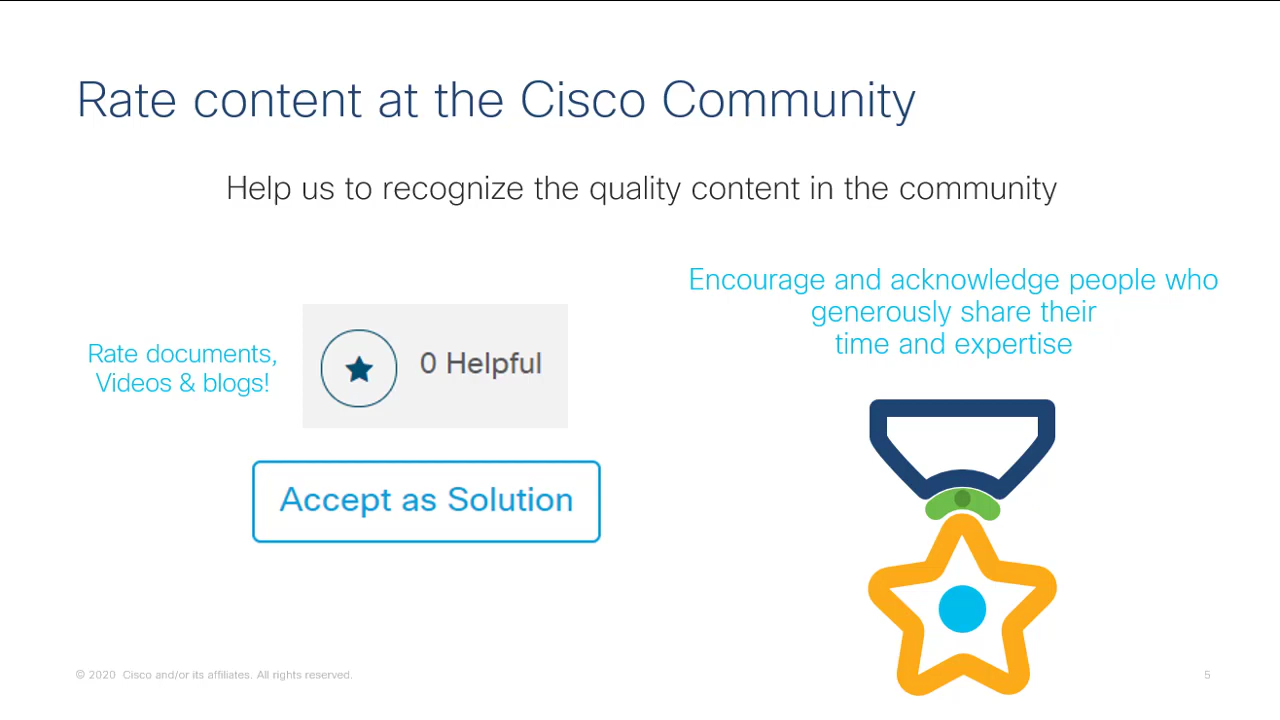 Rate content at the Cisco Community
Help us to recognize the quality content in the community
Rate documents,
Videos & blogs!
0 Helpful
Accept as Solution
Encourage and acknowledge people who
generously share their
time and expertise
© 2020 Cisco and/or its affiliates. All rights reserved.
5